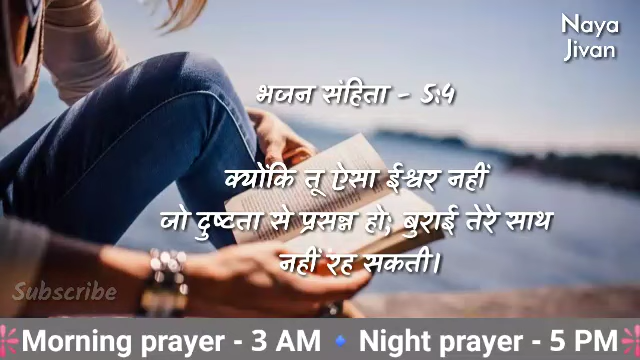 Naya
Jivan
भजन संहिता - 5:4
क्योंकि तू ऐसा ईश्वर नहीं
जो दुष्टता से प्रसन्न हो; बुराई तेरे साथ
नहीं रह सकती।
Subscribe
Morning prayer - 3 AM 🔹 Night prayer - 5 PM